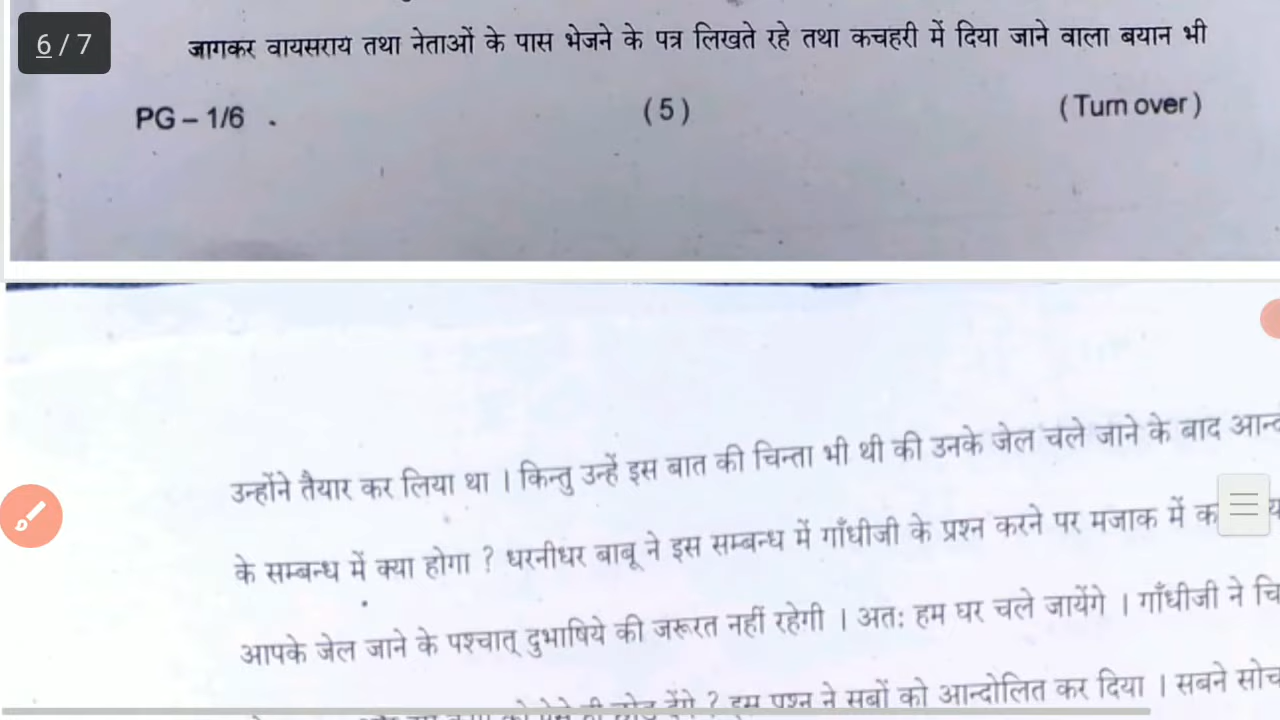 6 / 7
जागकर वायसराय तथा नेताओं के पास भेजने के पत्र लिखते रहे तथा कचहरी में दिया जाने वाला बयान भी
PG – 1/6 . (5) (Turn over)
उन्होंने तैयार कर लिया था । किन्तु उन्हें इस बात की चिन्ता भी थी की उनके जेल चले जाने के बाद
के सम्बन्ध में क्या होगा ? धरनीधर बाबू ने इस सम्बन्ध में गाँधीजी के प्रश्न करने पर मजाक में
आपके जेल जाने के पश्चात् दुभाषिये की जरूरत नहीं रहेगी । अतः हम घर चले जायेंगे । गाँधीजी ने
? इस प्रश्न ने सबों को आन्दोलित कर दिया । सबने